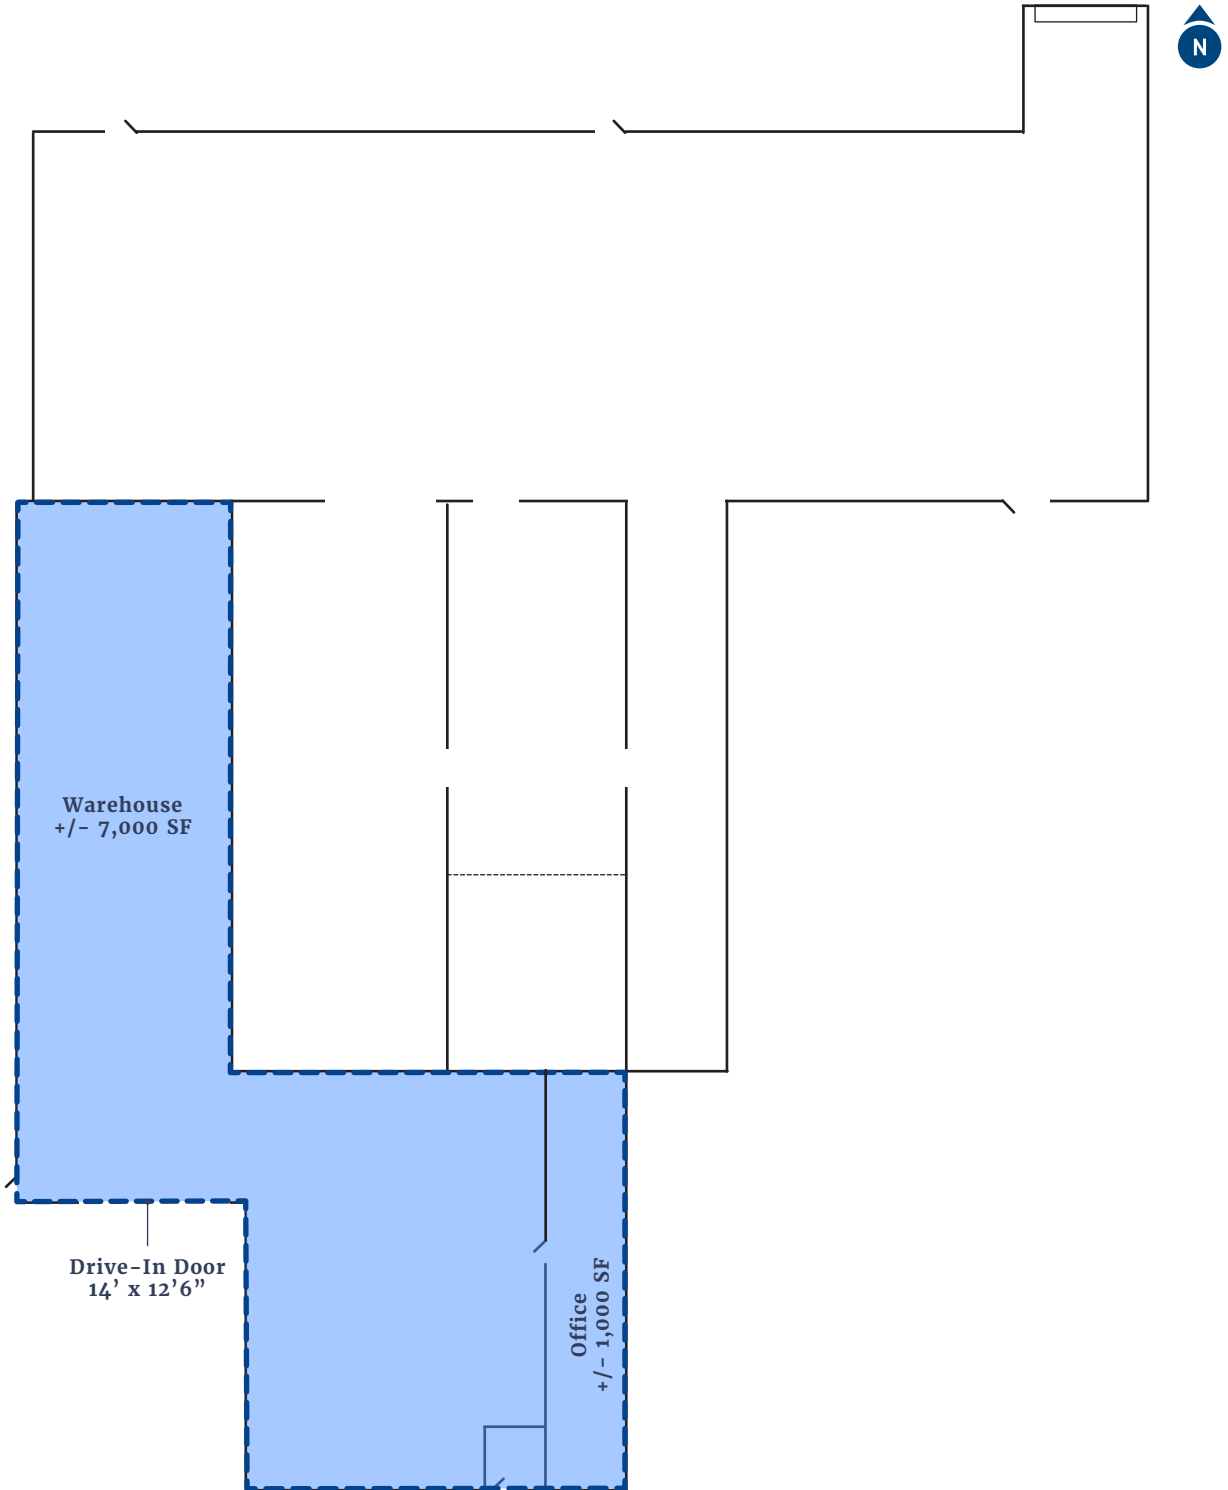 N
Warehouse
+/- 7,000 SF
Drive-In Door
14’ x 12’6”
Office
+/- 1,000 SF